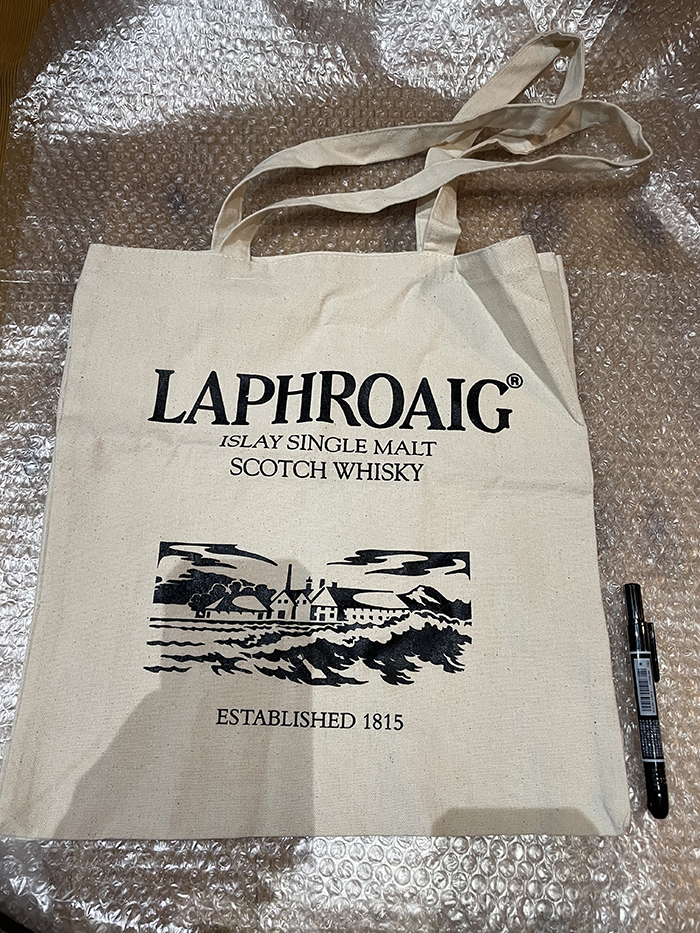 LAPHROAIG®
ISLAY SINGLE MALT
SCOTCH WHISKY
ESTABLISHED 1815